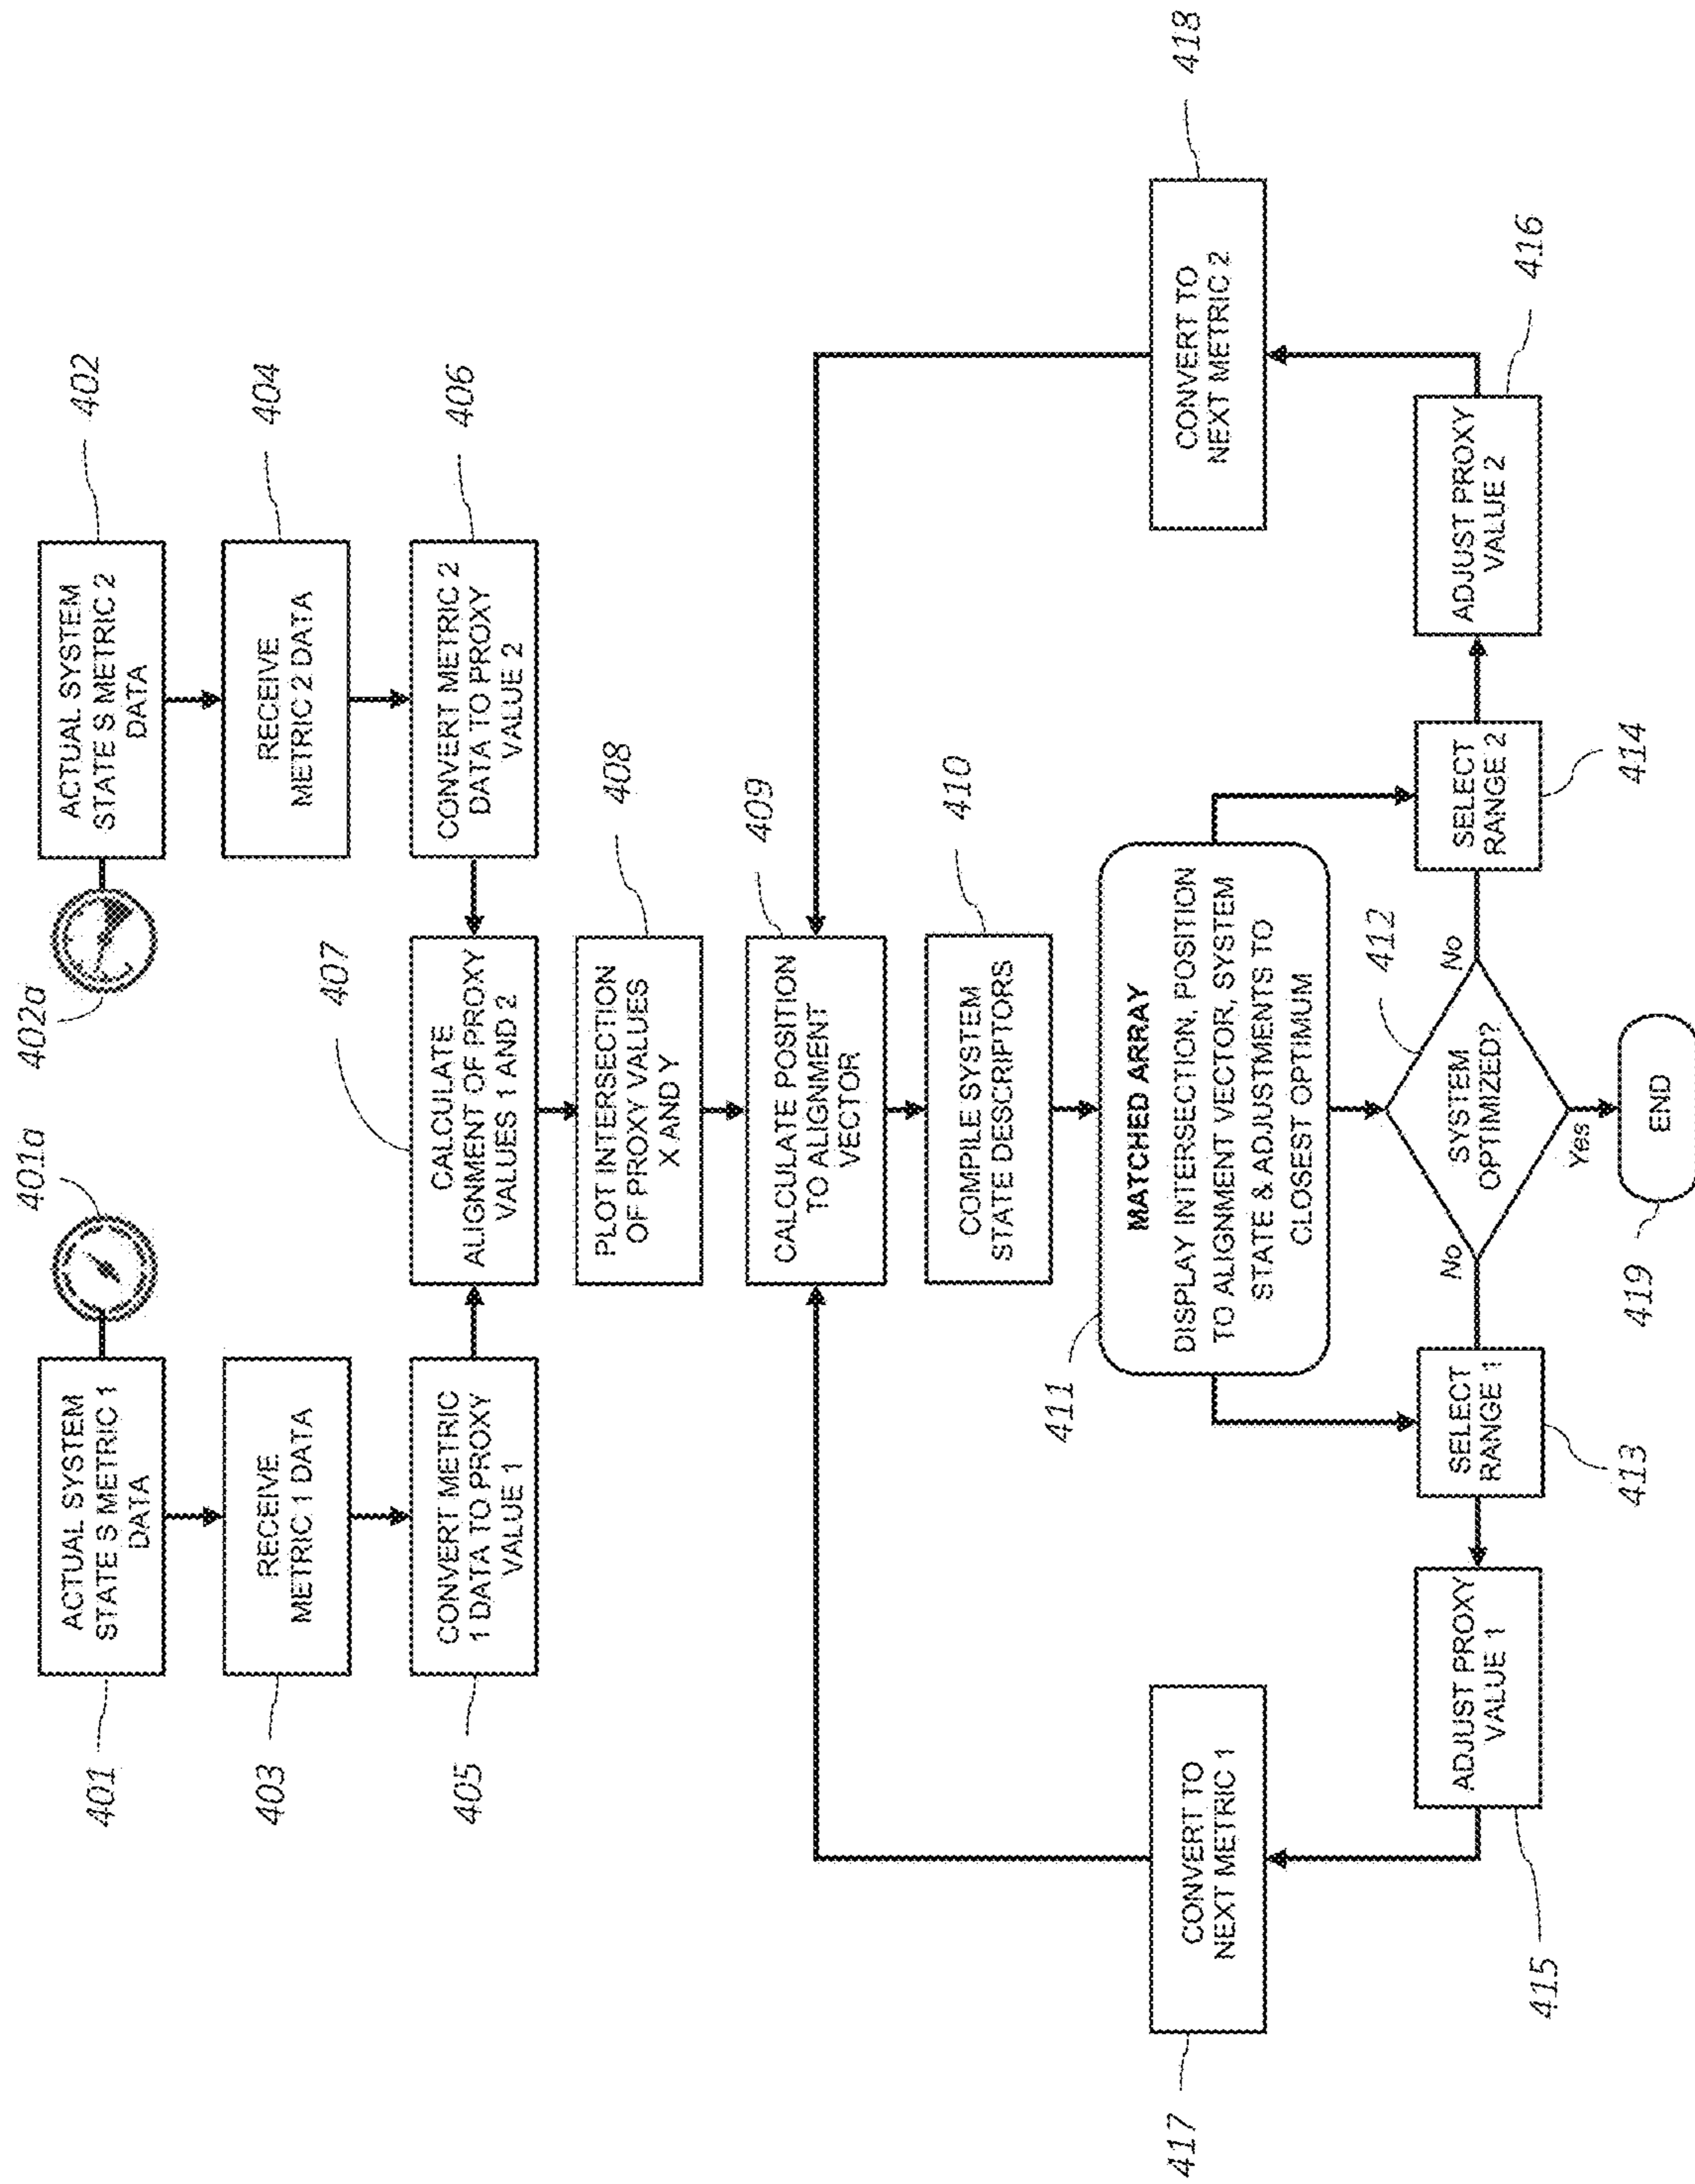 401a
402a
401
ACTUAL SYSTEM
STATE S METRIC 1
DATA
ACTUAL SYSTEM
STATE S METRIC 2
DATA
402
403
RECEIVE
METRIC 1 DATA
RECEIVE
METRIC 2 DATA
404
405
CONVERT METRIC
1 DATA TO PROXY
VALUE 1
407
CALCULATE
ALIGNMENT OF PROXY
VALUES 1 AND 2
CONVERT METRIC 2
DATA TO PROXY
VALUE 2
406
PLOT INTERSECTION
OF PROXY VALUES
X AND Y
408
CALCULATE POSITION
TO ALIGNMENT
VECTOR
409
COMPILE SYSTEM
STATE DESCRIPTORS
410
417
CONVERT TO
NEXT METRIC 1
411
MATCHED ARRAY
DISPLAY INTERSECTION, POSITION
TO ALIGNMENT VECTOR, SYSTEM
STATE & ADJUSTMENTS TO
CLOSEST OPTIMUM
CONVERT TO
NEXT METRIC 2
418
415
ADJUST PROXY
VALUE 1
SELECT
RANGE 1
413
No
SYSTEM
OPTIMIZED?
412
No
Yes
SELECT
RANGE 2
414
ADJUST PROXY
VALUE 2
416
419
END